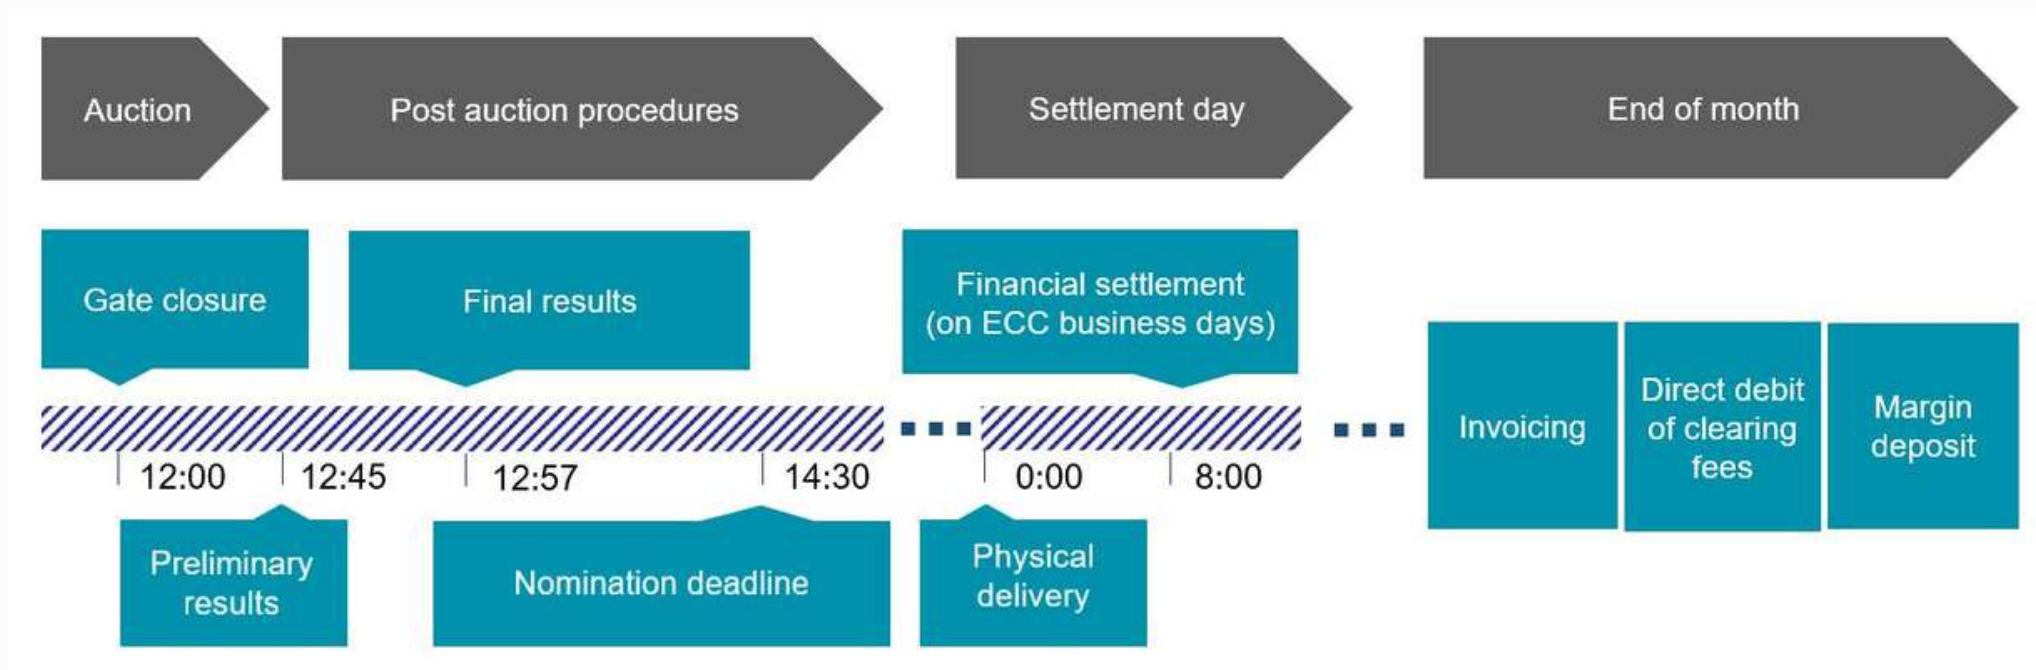 Auction
Post auction procedures
Settlement day
End of month
Gate closure
Final results
Financial settlement
(on ECC business days)
12:00
12:45
12:57
14:30
0:00
8:00
Preliminary
results
Nomination deadline
Physical
delivery
Invoicing
Direct debit
of clearing
fees
Margin
deposit